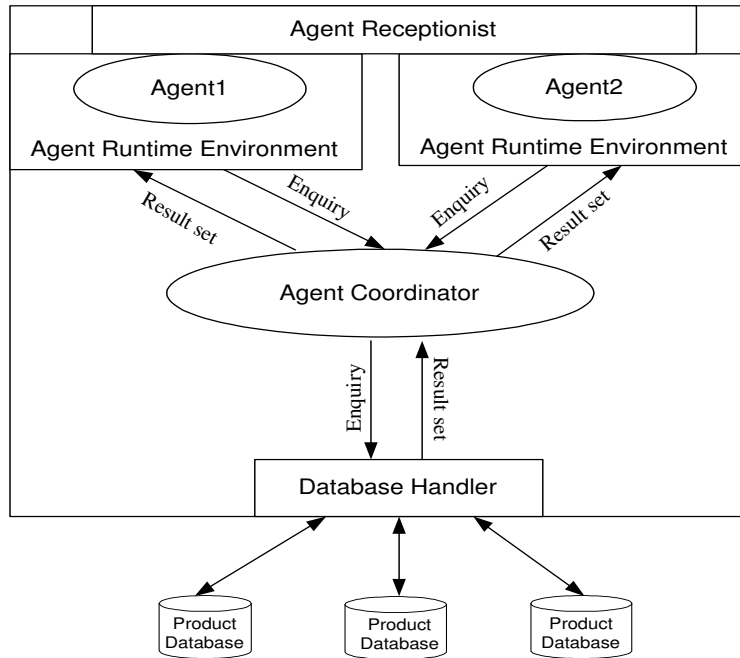 Agent Receptionist
Agent1
Agent2
Agent Runtime Environment
Agent Runtime Environment
Enquiry
Result set
Enquiry
Result set
Agent Coordinator
Enquiry
Result set
Database Handler
Product
Database
Product
Database
Product
Database